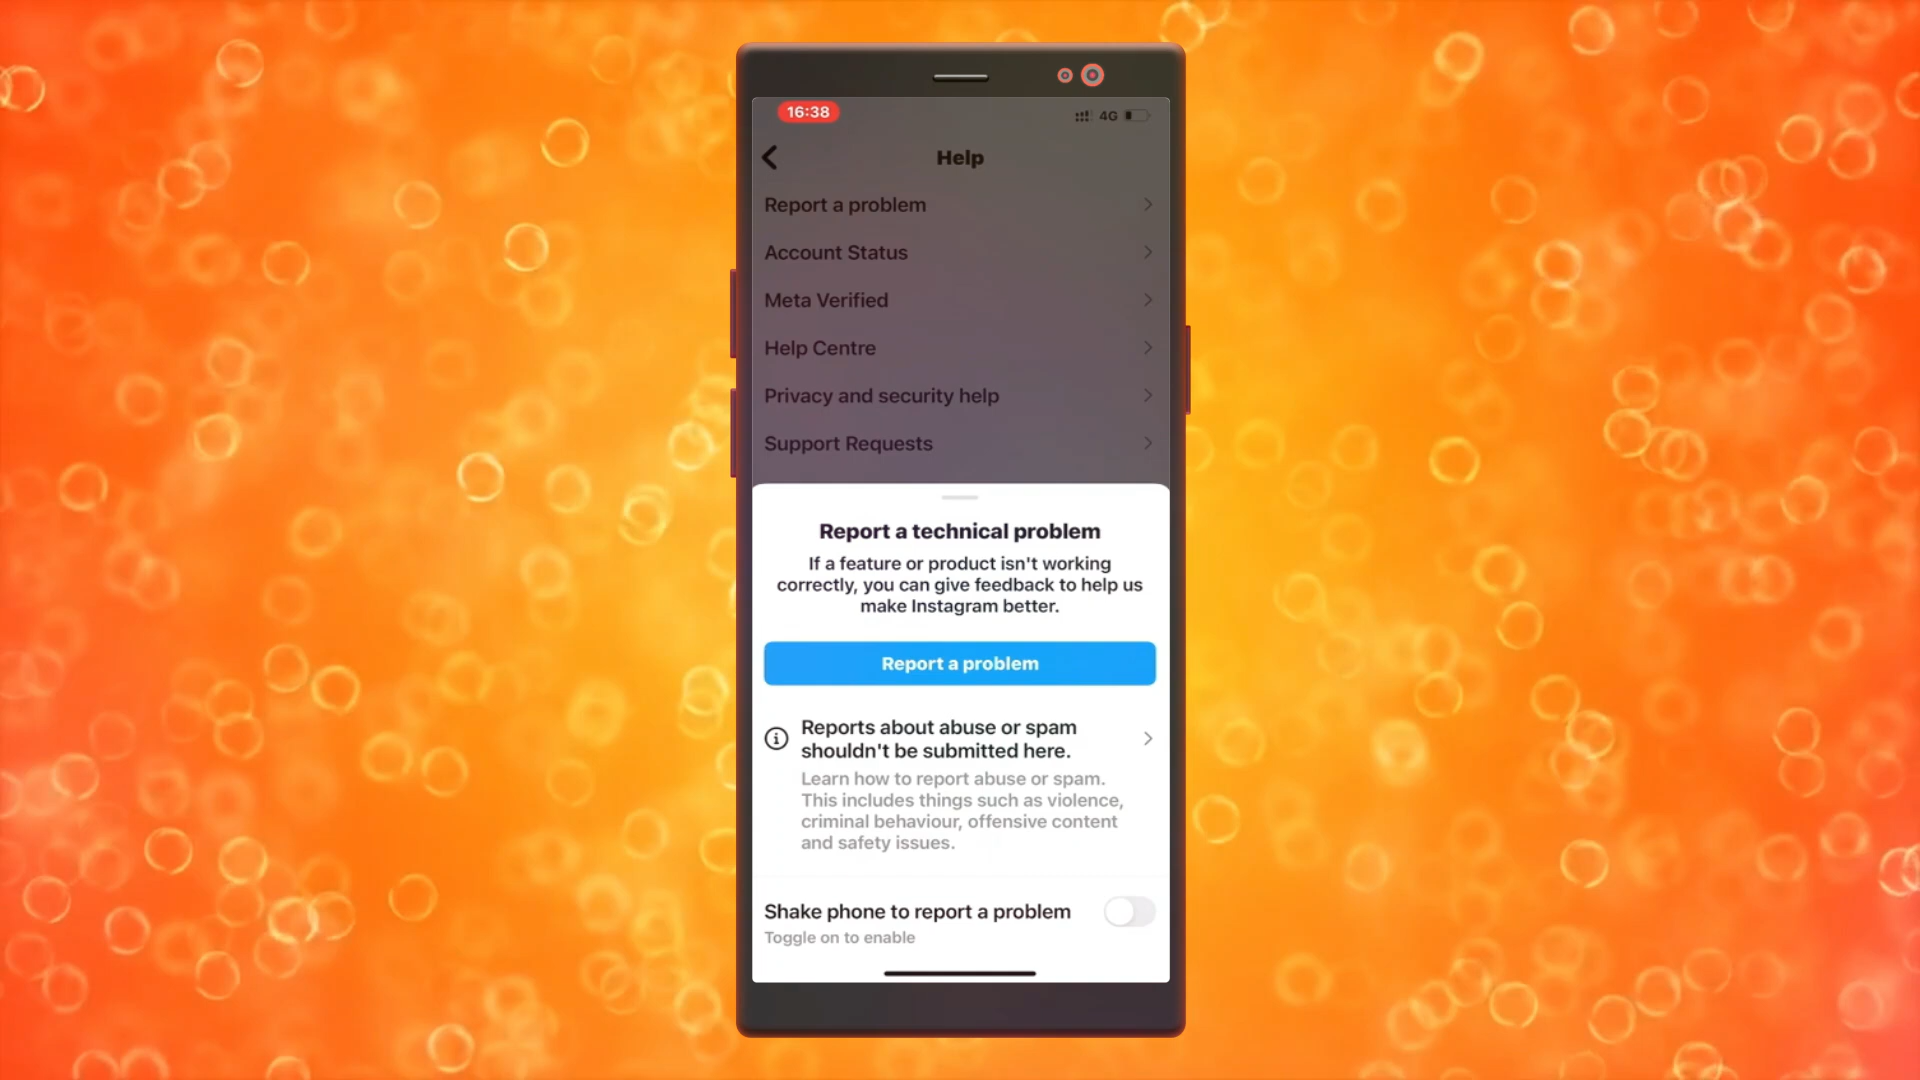 16:38
4G
Help
Report a problem
Account Status
Meta Verified
Help Centre
Privacy and security help
Support Requests
Report a technical problem
If a feature or product isn't working
correctly, you can give feedback to help us
make Instagram better.
Report a problem
Reports about abuse or spam
shouldn't be submitted here.
Learn how to report abuse or spam.
This includes things such as violence,
criminal behaviour, offensive content
and safety issues.
Shake phone to report a problem
Toggle on to enable